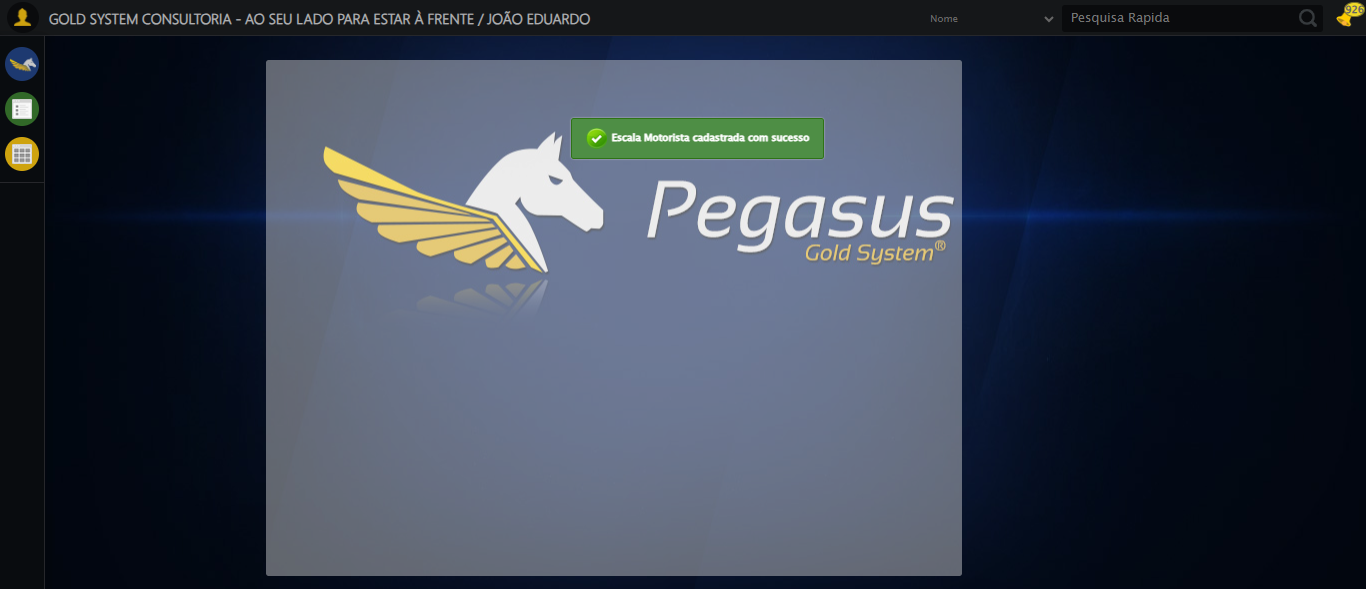 GOLD SYSTEM CONSULTORIA - AO SEU LADO PARA ESTAR À FRENTE / JOÃO EDUARDO
Nome
Pesquisa Rapida
926
Escala Motorista cadastrada com sucesso
Pegasus
Gold System®